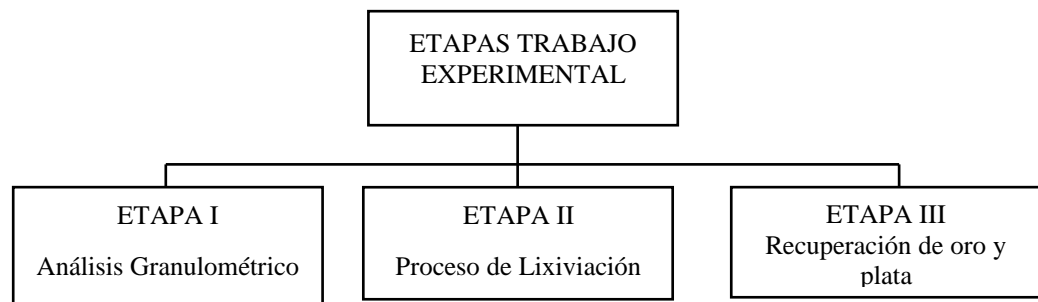 ETAPAS TRABAJO
EXPERIMENTAL
ETAPA I
Análisis Granulométrico
ETAPA II
Proceso de Lixiviación
ETAPA III
Recuperación de oro y
plata